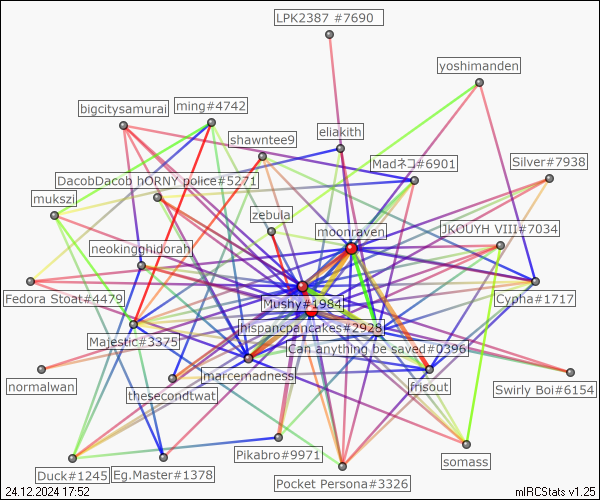 LPK2387 #7690
yoshimanden
bigcitysamurai
ming#4742
shawntee9
eliakith
Madネコ#6901
Silver#7938
DacobDacob hORNY police#5271
mukszi
zebula
moonraven
JKOUYH VIII#7034
neokingghidorah
Fedora Stoat#4479
Mushy#1984
Cypha#1717
hispancpancakes#2928
Majestic#3375
Can anything be saved#0396
marcemadness
normalwan
thesecondtwat
frisout
Swirly Boi#6154
Pikabro#9971
somass
Duck#1245
Eg.Master#1378
Pocket Persona#3326
24.12.2024 17:52
mIRCStats v1.25